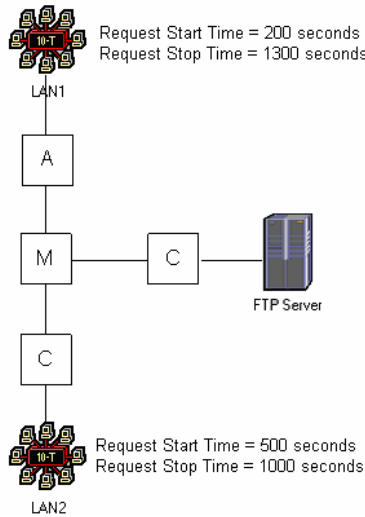 10-T
Request Start Time = 200 seconds
Request Stop Time = 1300 seconds
LAN1
A
M
C
FTP Server
C
10-T
Request Start Time = 500 seconds
Request Stop Time = 1000 seconds
LAN2